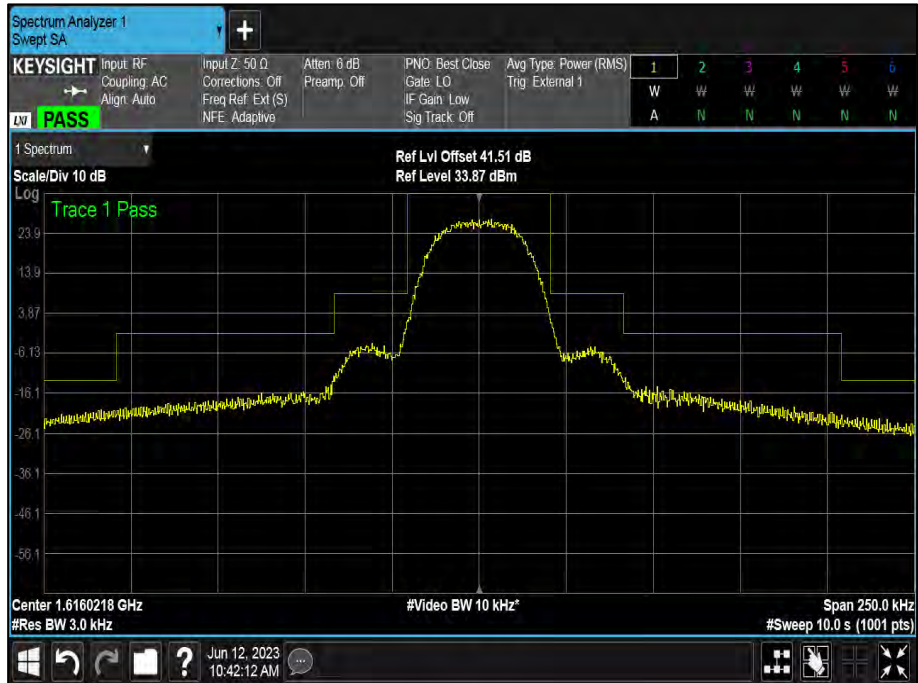 Spectrum Analyzer 1
Swept SA
+
KEYSIGHT
Input: RF
Coupling: AC
Align: Auto
Input Z: 50 Ω
Corrections: Off
Freq Ref: Ext (S)
NFE: Adaptive
Atten: 6 dB
Preamp: Off
PNO: Best Close
Gate: LO
IF Gain: Low
Sig Track: Off
Avg Type: Power (RMS)
Trig: External 1
1 2 3 4 5 6
W W W W W W
A N N N N N
LXI PASS
1 Spectrum
Scale/Div 10 dB
Ref Lvl Offset 41.51 dB
Ref Level 33.87 dBm
Log
Trace 1 Pass
23.9
13.9
3.87
-6.13
-16.1
-26.1
-36.1
-46.1
-56.1
Center 1.6160218 GHz
#Video BW 10 kHz*
Span 250.0 kHz
#Res BW 3.0 kHz
#Sweep 10.0 s (1001 pts)
?
Jun 12, 2023
10:42:12 AM